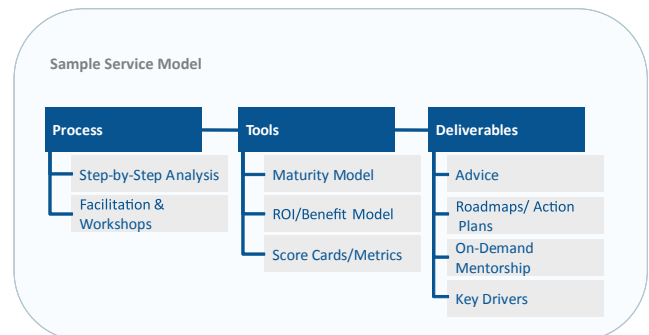 Sample Service Model
Process
Step-by-Step Analysis
Facilitation &
Workshops
Tools
Maturity Model
ROI/Benefit Model
Score Cards/Metrics
Deliverables
Advice
Roadmaps/ Action
Plans
On-Demand
Mentorship
Key Drivers